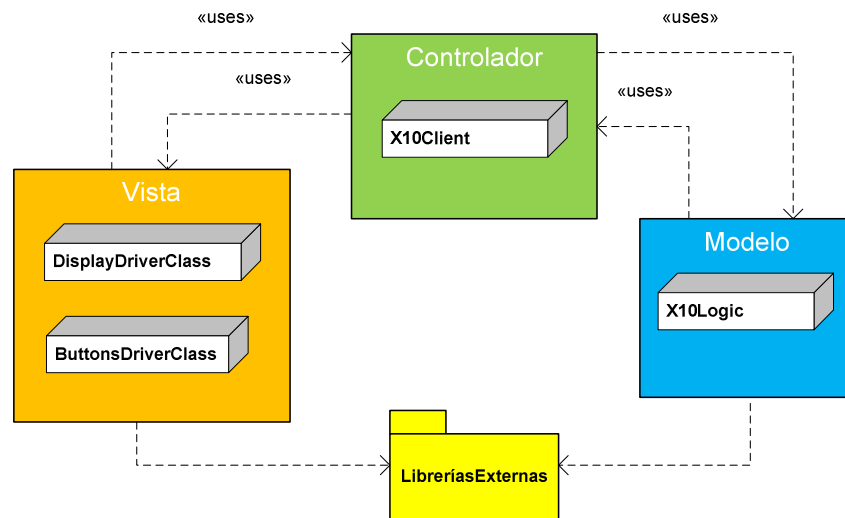 «uses»
«uses»
Controlador
«uses»
«uses»
X10Client
Vista
DisplayDriverClass
ButtonsDriverClass
Modelo
X10Logic
LibreríasExternas